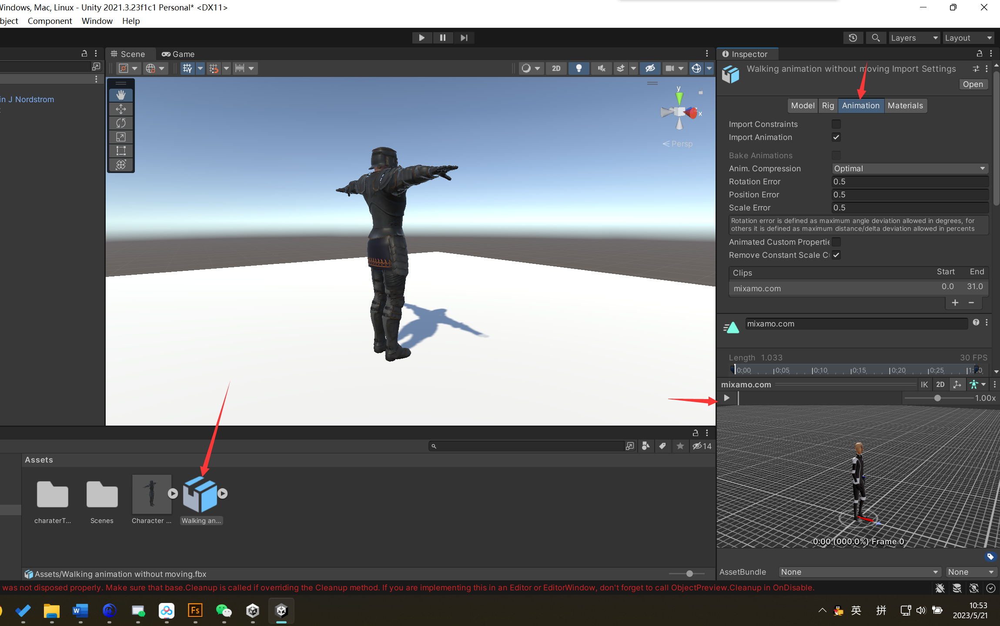 Windows, Mac, Linux - Unity 2021.3.23f1c1 Personal* <DX11>
bject Component Window Help
Layers Layout
Scene Game
Inspector
2D
Walking animation without moving Import Settings
Open
in J Nordstrom
y
x
Persp
Model Rig Animation Materials
Import Constraints
Import Animation
Bake Animations
Anim. Compression Optimal
Rotation Error 0.5
Position Error 0.5
Scale Error 0.5
Rotation error is defined as maximum angle deviation allowed in degrees, for
others it is defined as maximum distance/delta deviation allowed in percents
Animated Custom Propertie
Remove Constant Scale C
Clips Start End
mixamo.com 0.0 31.0
+ −
mixamo.com
Length 1.033 30 FPS
0:00 0:05 0:10 0:15 0:20 0:25
mixamo.com IK 2D
1.00x
14
Assets
charaterT... Scenes Character ... Walking an...
0:00 (000.0%) Frame 0
Assets/Walking animation without moving.fbx
AssetBundle None None
was not disposed properly. Make sure that base.Cleanup is called if overriding the Cleanup method. If you are implementing this in an Editor or EditorWindow, don't forget to call ObjectPreview.Cleanup in OnDisable.
W Fs 英 拼
10:53
2023/5/21